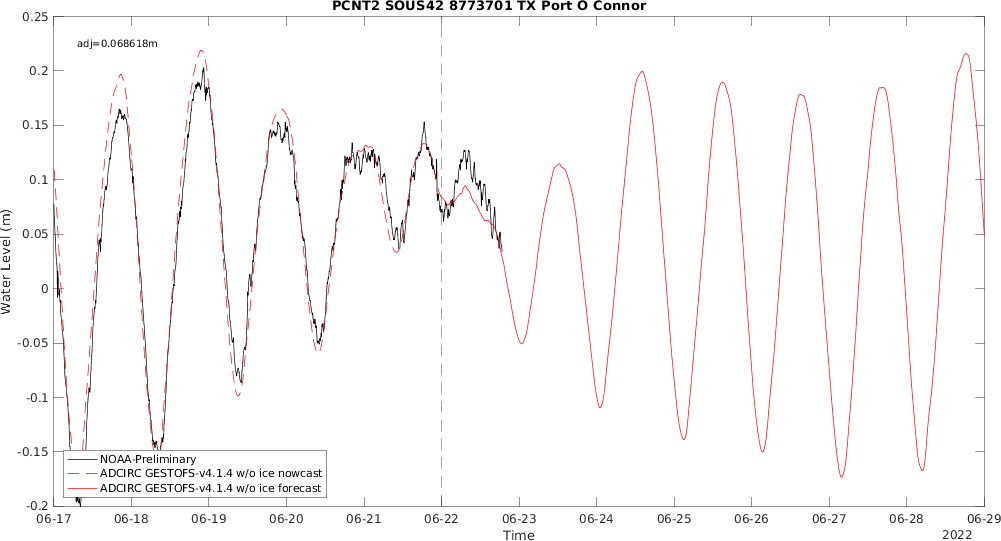 PCNT2 SOUS42 8773701 TX Port O Connor
adj=0.068618m
Water Level (m)
0.25
0.2
0.15
0.1
0.05
0
-0.05
-0.1
-0.15
-0.2
NOAA-Preliminary
ADCIRC GESTOFS-v4.1.4 w/o ice nowcast
ADCIRC GESTOFS-v4.1.4 w/o ice forecast
06-17 06-18 06-19 06-20 06-21 06-22 06-23 06-24 06-25 06-26 06-27 06-28 06-29
Time
2022